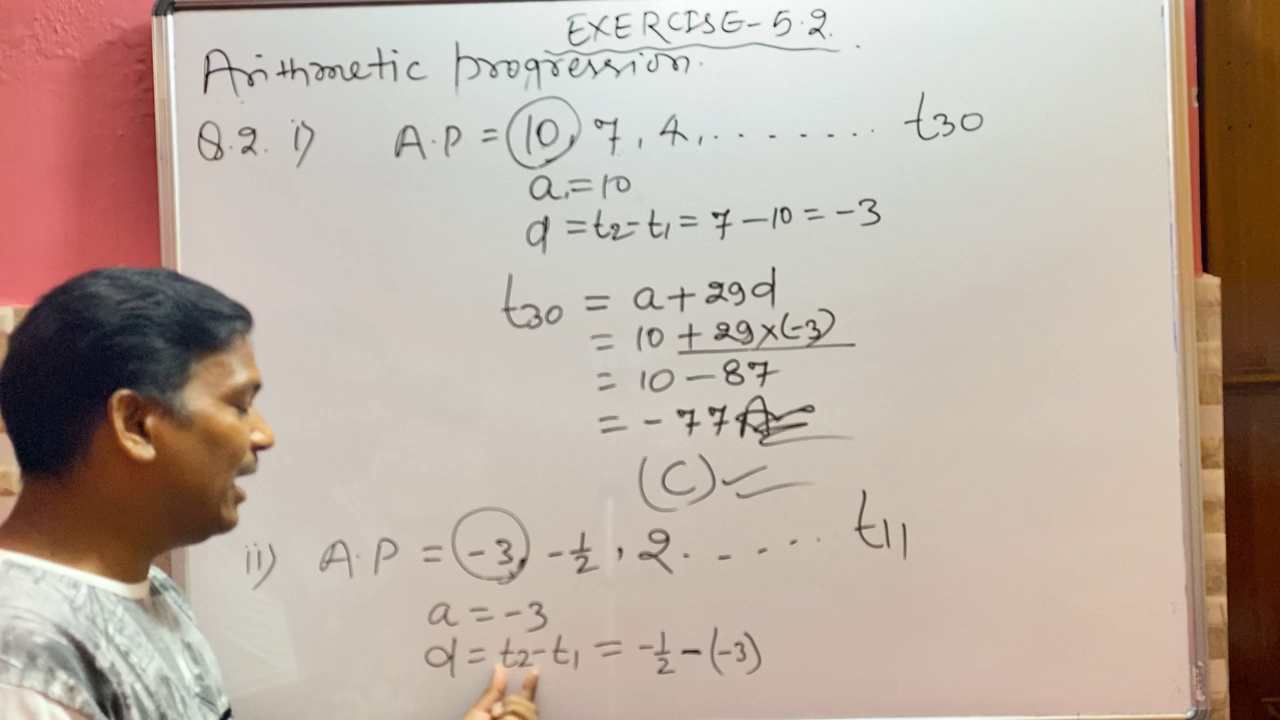 EXERCISE-5.2.
Arithmetic progression.
Q.2. i) A.P = 10, 7, 4, ........ t30
a = 10
d = t2-t1 = 7-10 = -3
t30 = a+29d
= 10 + 29×(-3)
= 10-87
= -77 A
(C)
ii) A.P = -3, -1/2, 2. .... t11
a = -3
d = t2-t1 = -1/2-(-3)